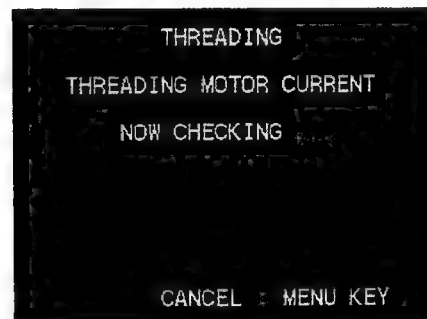 THREADING
THREADING MOTOR CURRENT
NOW CHECKING
CANCEL : MENU KEY